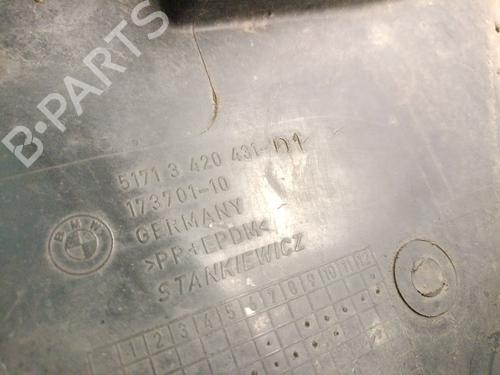 B-PARTS
5171 3 420 431-01
173701-10
GERMANY
>PP+EPDM<
STANKIEWICZ
BMW
1 2 3 4 5 6 7 8 9 10 11 12